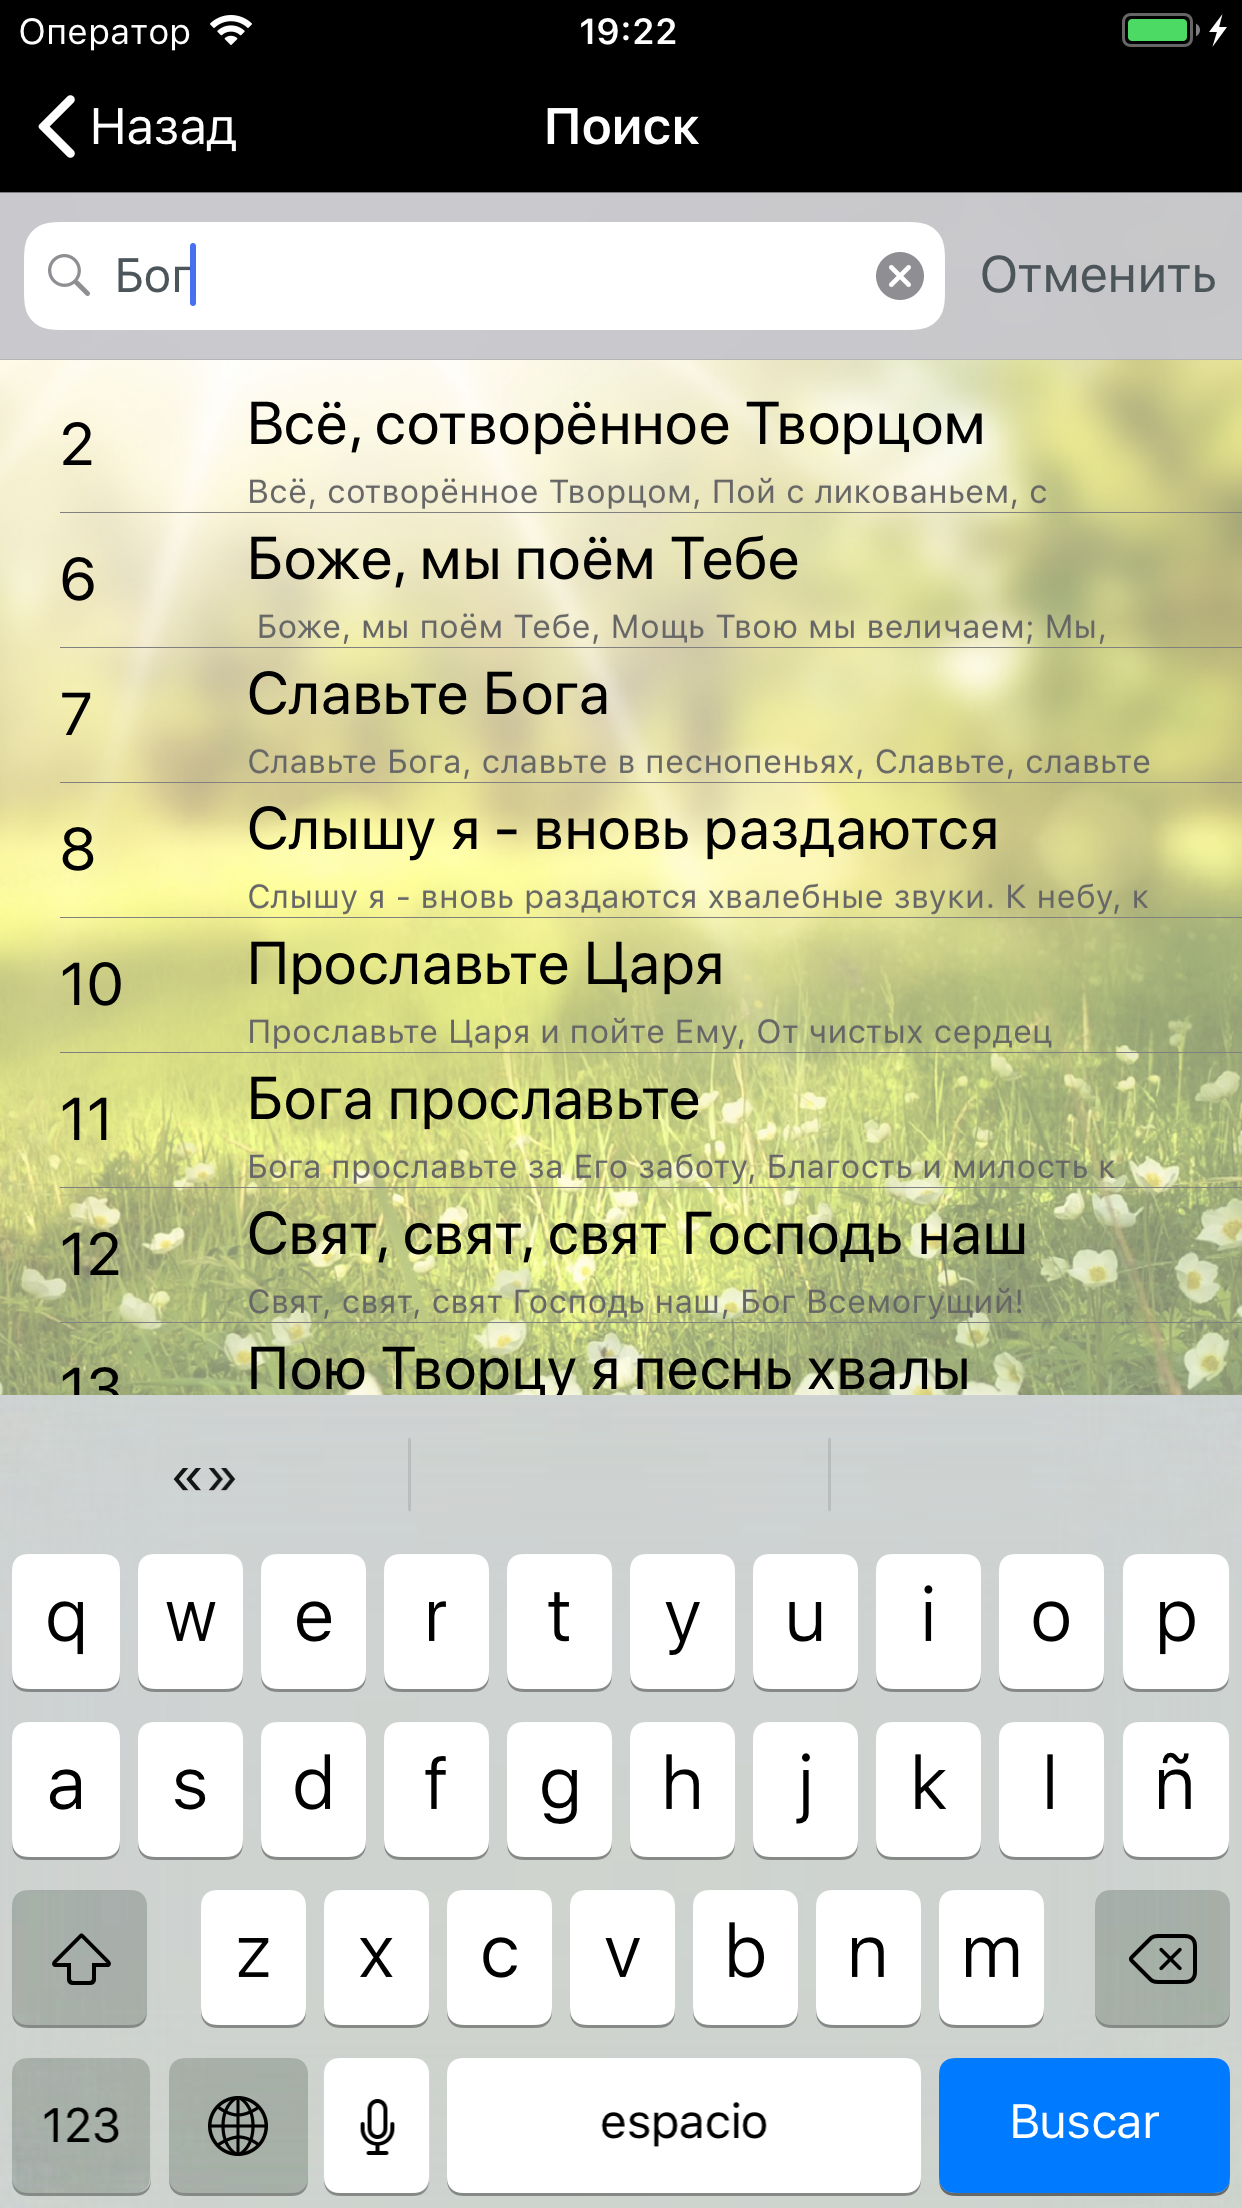 Оператор 19:22
Назад Поиск
Бог Отменить
2 Всё, сотворённое Творцом
Всё, сотворённое Творцом, Пой с ликованьем, с
6 Боже, мы поём Тебе
Боже, мы поём Тебе, Мощь Твою мы величаем; Мы,
7 Славьте Бога
Славьте Бога, славьте в песнопеньях, Славьте, славьте
8 Слышу я - вновь раздаются
Слышу я - вновь раздаются хвалебные звуки. К небу, к
10 Прославьте Царя
Прославьте Царя и пойте Ему, От чистых сердец
11 Бога прославьте
Бога прославьте за Его заботу, Благость и милость к
12 Свят, свят, свят Господь наш
Свят, свят, свят Господь наш, Бог Всемогущий!
13 Пою Творцу я песнь хвалы
«»
q w e r t y u i o p
a s d f g h j k l ñ
z x c v b n m
123 espacio Buscar